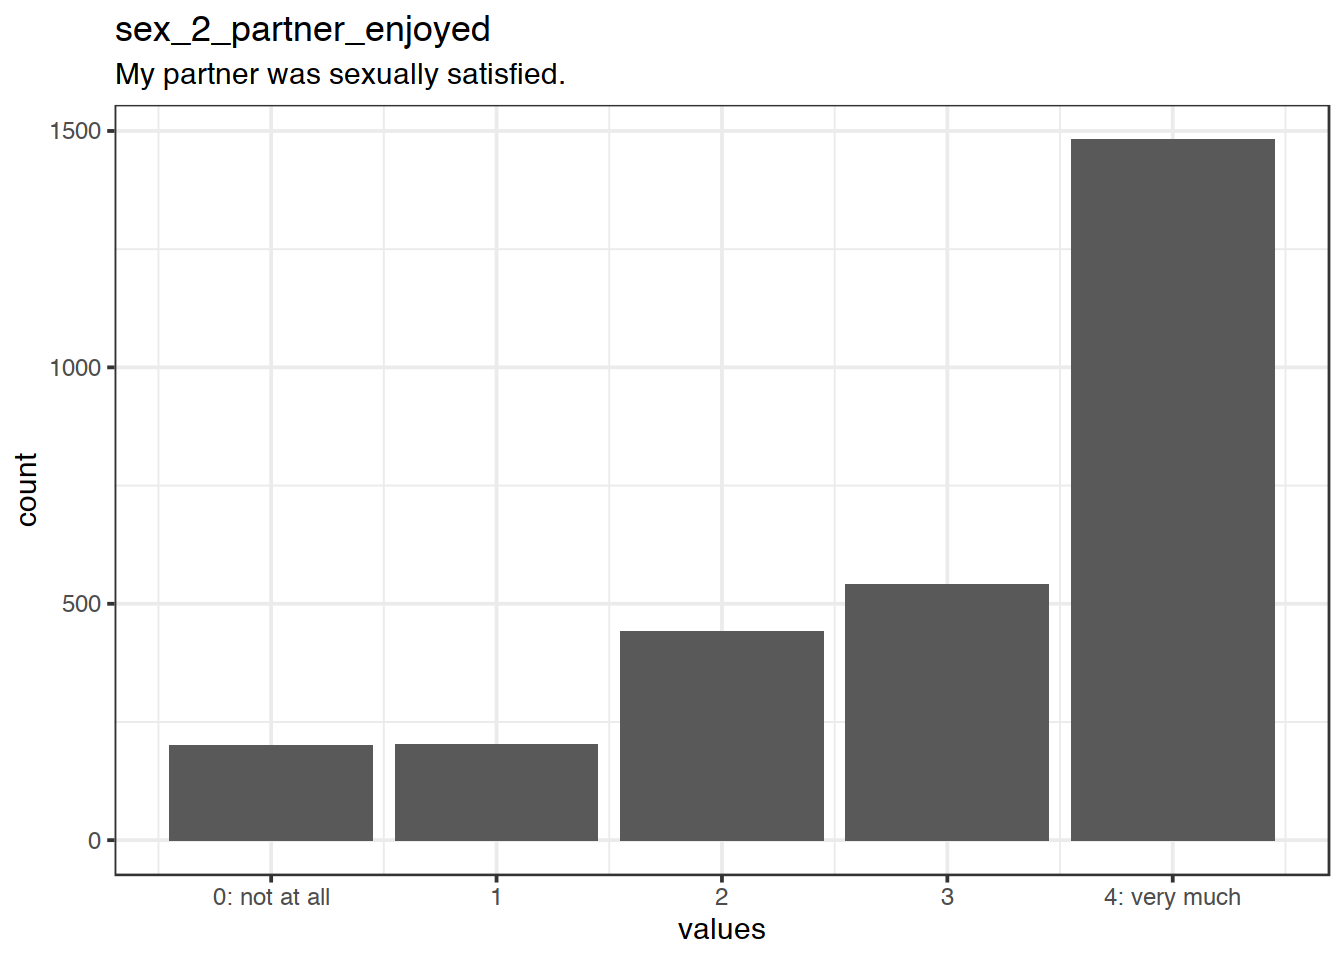 sex_2_partner_enjoyed
My partner was sexually satisfied.
1500
1000
500
0
count
0: not at all
1
2
3
4: very much
values